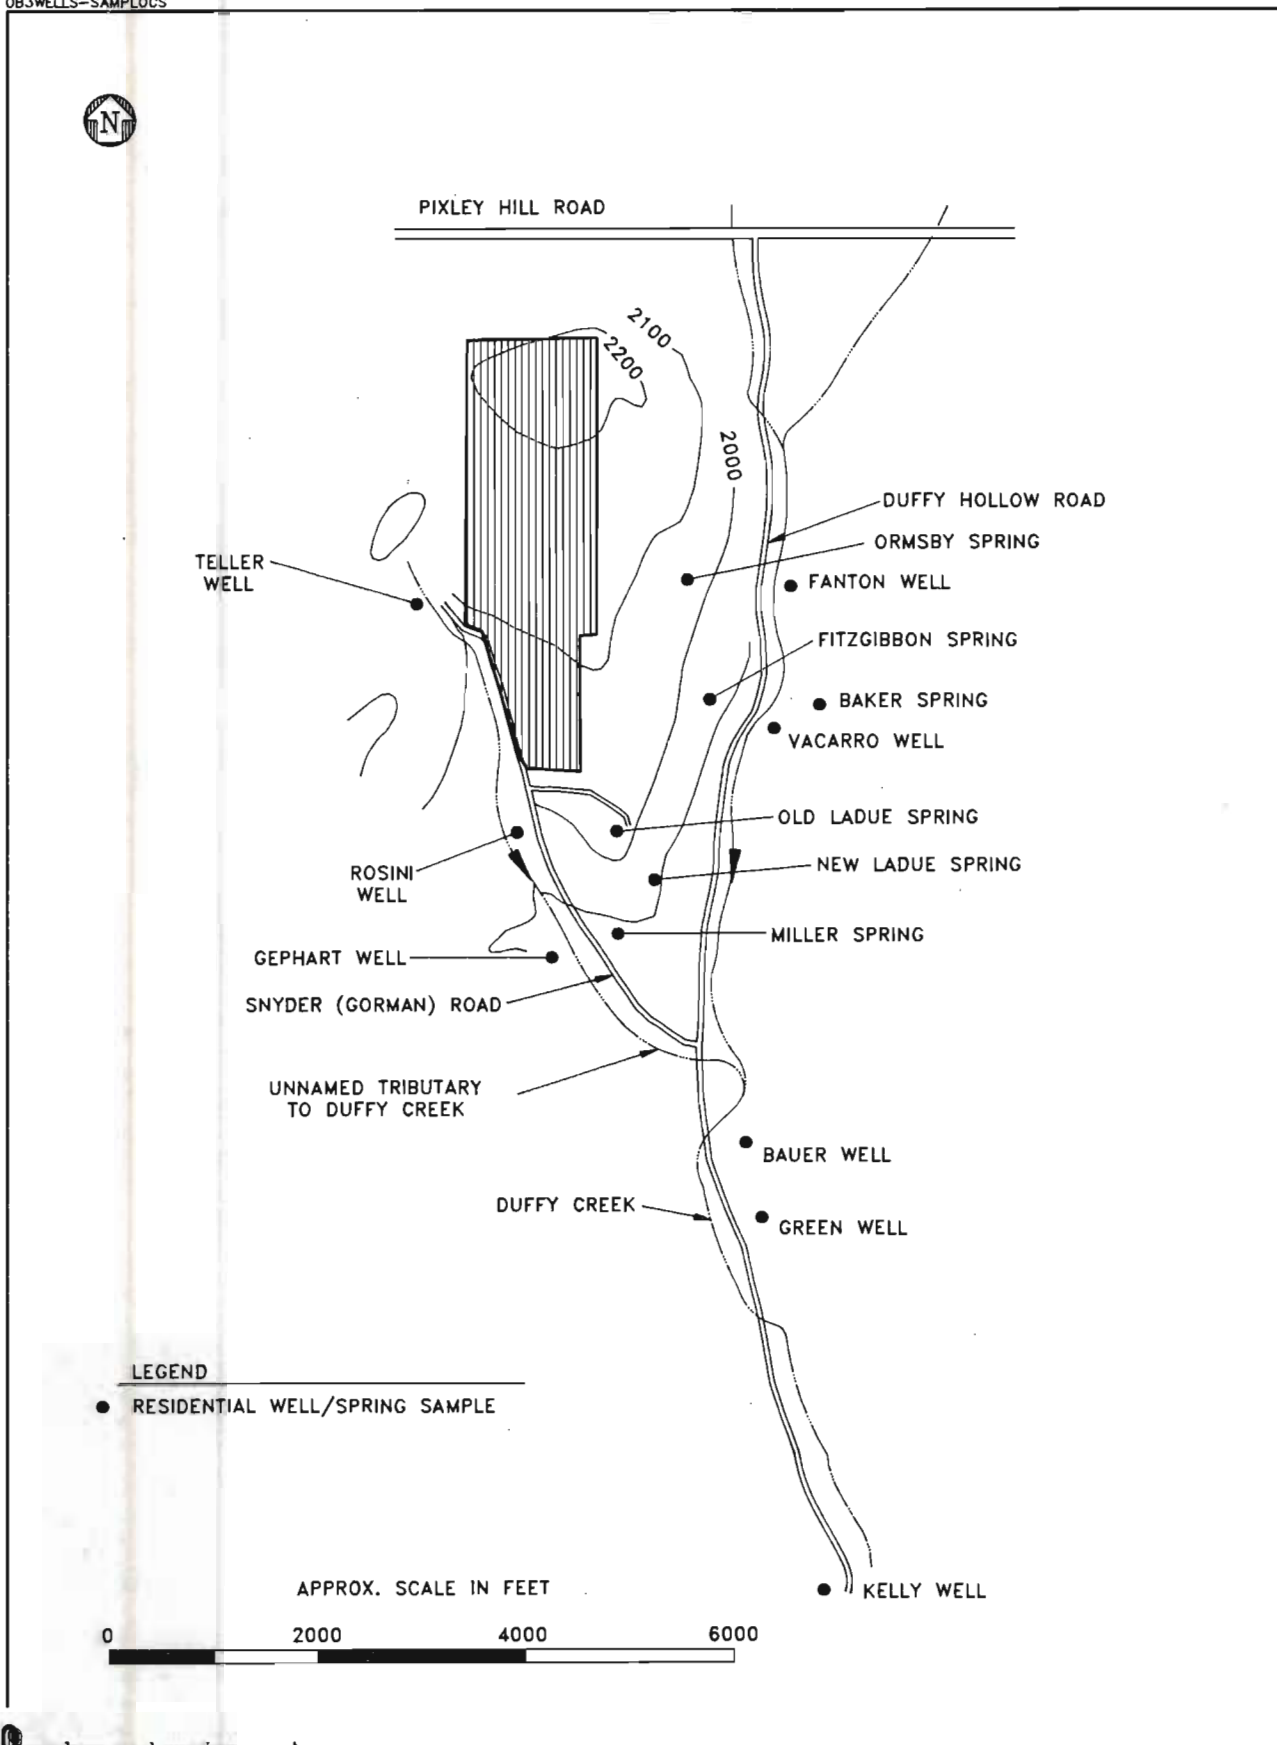 OB3WELLS-SAMPLOCS
N
PIXLEY HILL ROAD
2100
2200
2000
DUFFY HOLLOW ROAD
ORMSBY SPRING
TELLER
WELL
FANTON WELL
FITZGIBBON SPRING
BAKER SPRING
VACARRO WELL
OLD LADUE SPRING
NEW LADUE SPRING
ROSINI
WELL
MILLER SPRING
GEPHART WELL
SNYDER (GORMAN) ROAD
UNNAMED TRIBUTARY
TO DUFFY CREEK
BAUER WELL
DUFFY CREEK
GREEN WELL
LEGEND
RESIDENTIAL WELL/SPRING SAMPLE
APPROX. SCALE IN FEET
KELLY WELL
0 2000 4000 6000